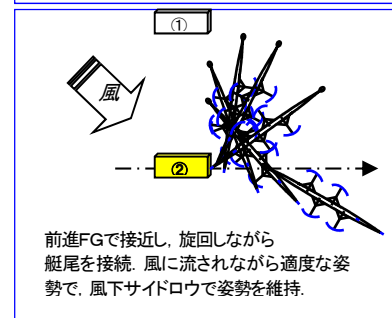 ①
風
②
前進FGで接近し，旋回しながら
艇尾を接続．風に流されながら適度な姿
勢で，風下サイドロウで姿勢を維持．